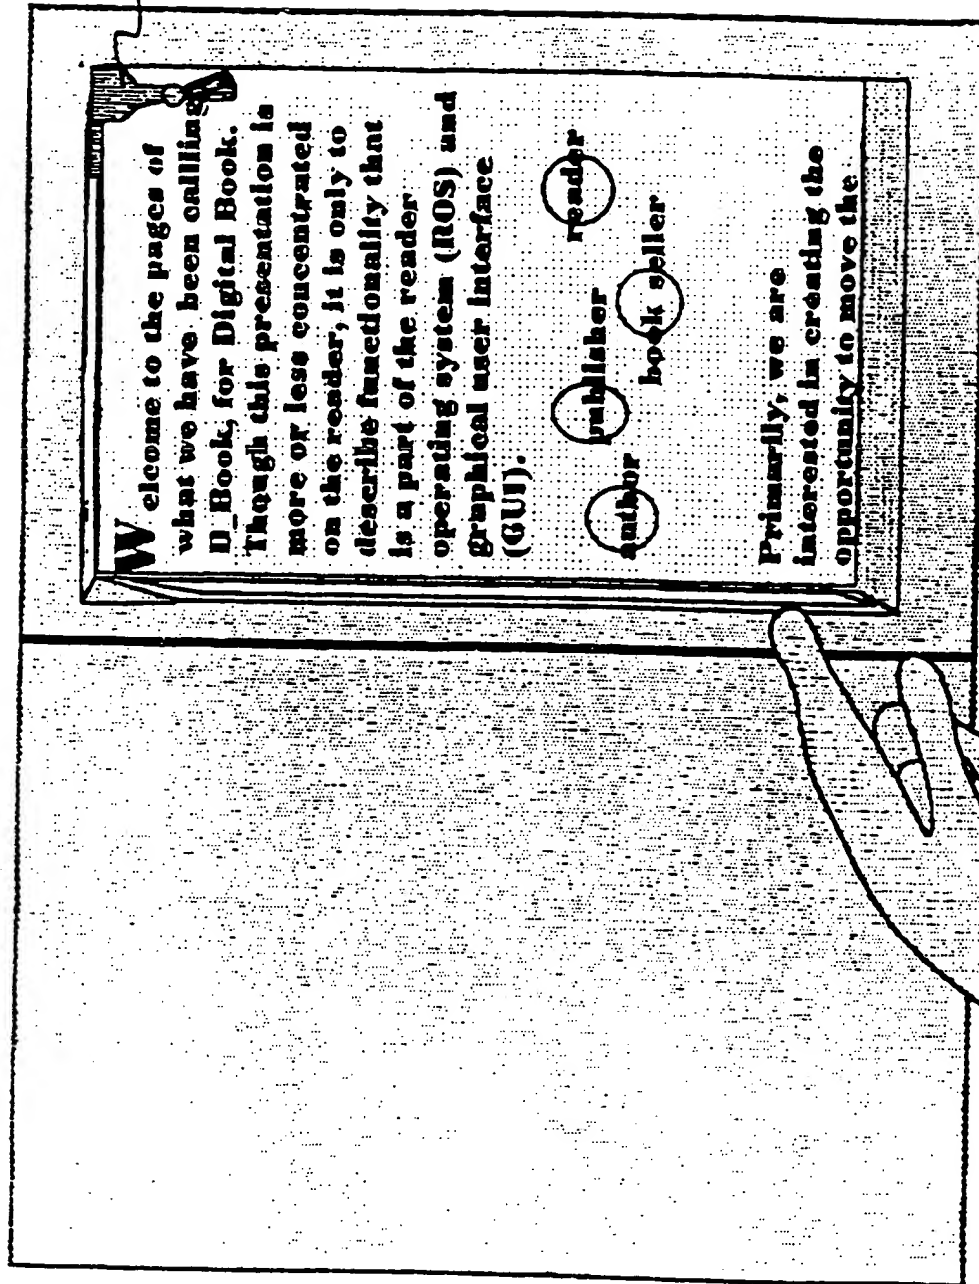 Welcome to the pages of
what we have been callling
D_Book, for Digital Book.
Though this presentation is
more or less concentrated
on the reader, it is only to
describe functionality that
is a part of the reader
operating system (ROS) and
graphical user interface
(GUI).
author publisher book seller reader
Primarily, we are
interested in creating the
opportunity to move the